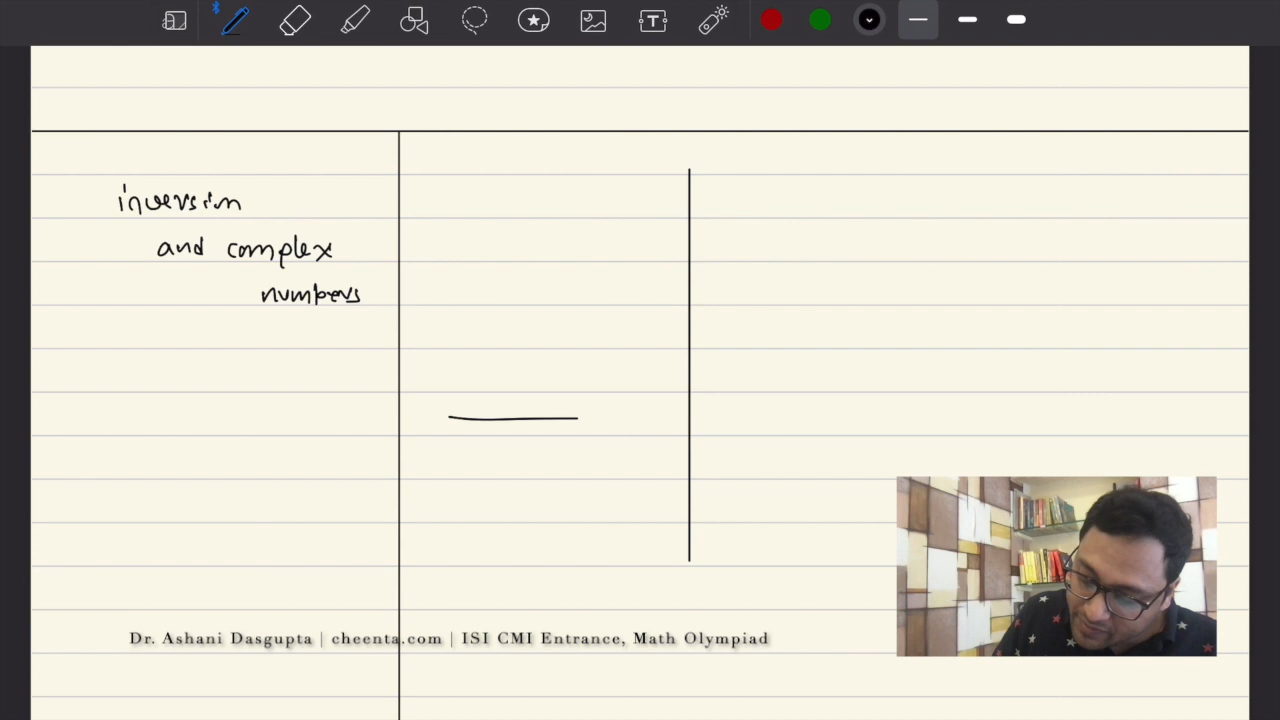 inversion
and complex
numbers
Dr. Ashani Dasgupta | cheenta.com | ISI CMI Entrance, Math Olympiad